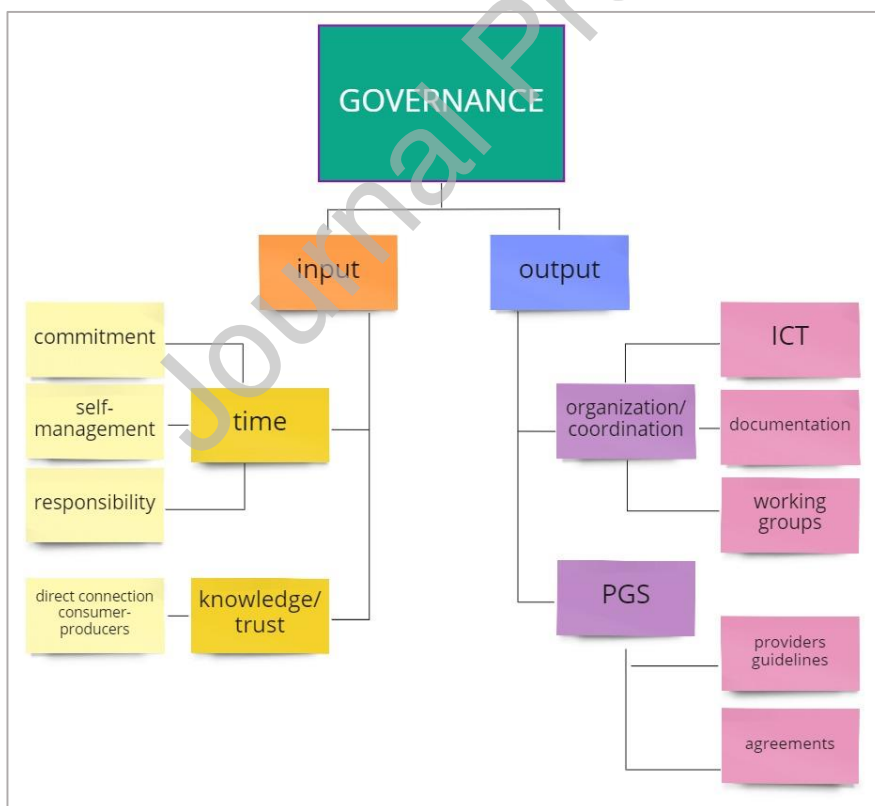 Journal Pr
GOVERNANCE
input
output
commitment
self-
management
responsibility
time
direct connection
consumer-
producers
knowledge/
trust
organization/
coordination
ICT
documentation
working
groups
PGS
providers
guidelines
agreements